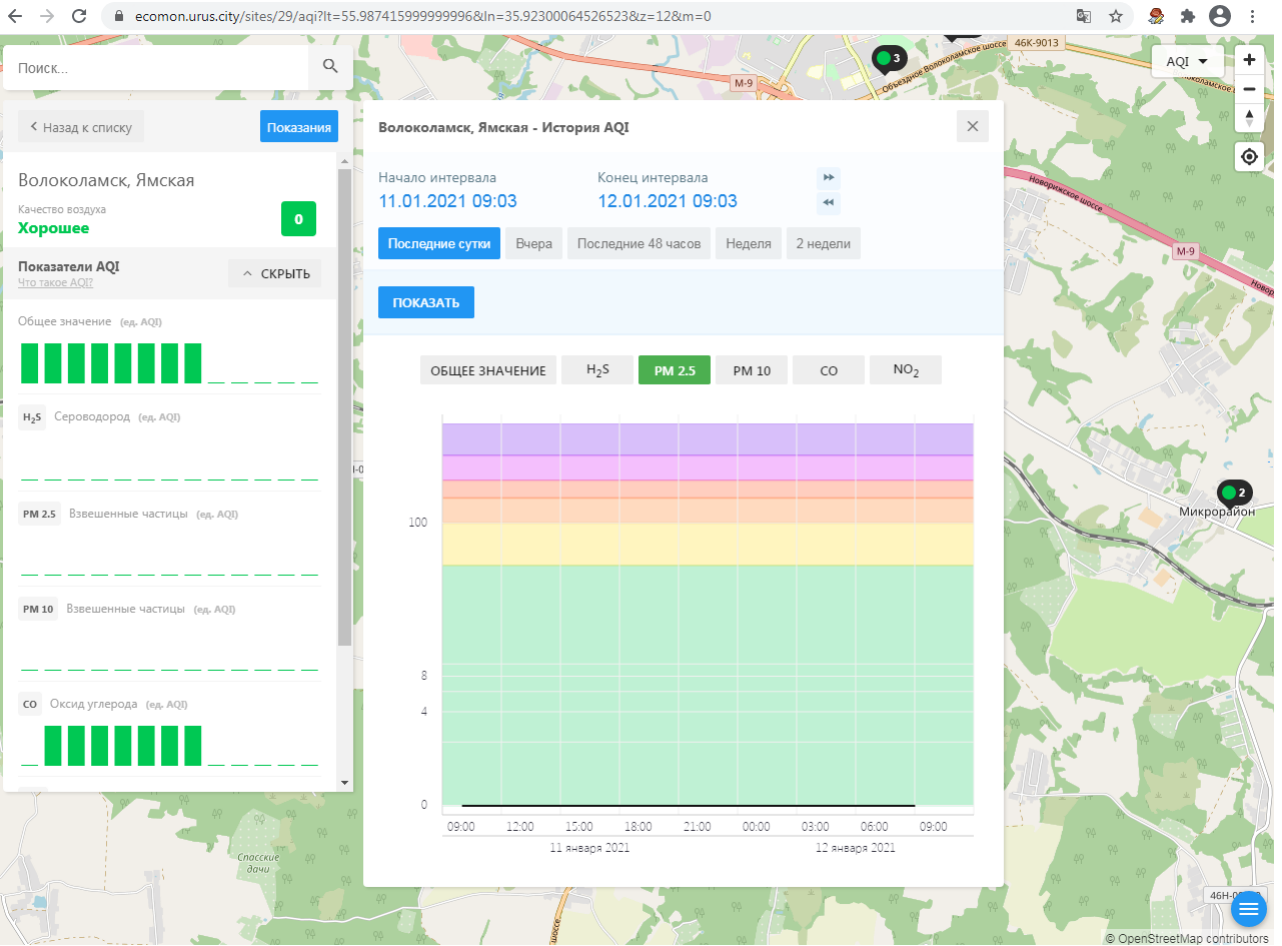 ecomon.urus.city/sites/29/aqi?lt=55.987415999999996&ln=35.92300064526523&z=12&m=0
Поиск...
Назад к списку
Показания
Волоколамск, Ямская
Качество воздуха
Хорошее
0
Показатели AQI
Что такое AQI?
СКРЫТЬ
Общее значение (ед. AQI)
H2S Сероводород (ед. AQI)
PM 2.5 Взвешенные частицы (ед. AQI)
PM 10 Взвешенные частицы (ед. AQI)
CO Оксид углерода (ед. AQI)
Волоколамск, Ямская - История AQI
Начало интервала
Конец интервала
11.01.2021 09:03
12.01.2021 09:03
Последние сутки
Вчера
Последние 48 часов
Неделя
2 недели
ПОКАЗАТЬ
ОБЩЕЕ ЗНАЧЕНИЕ
H2S
PM 2.5
PM 10
CO
NO2
100
8
4
0
09:00 12:00 15:00 18:00 21:00 00:00 03:00 06:00 09:00
11 января 2021
12 января 2021
M-9
3
Объездное Волоколамское шоссе
46К-9013
AQI
Новорижское шоссе
M-9
2
Микрорайон
Спасские
дачи
© OpenStreetMap contributors